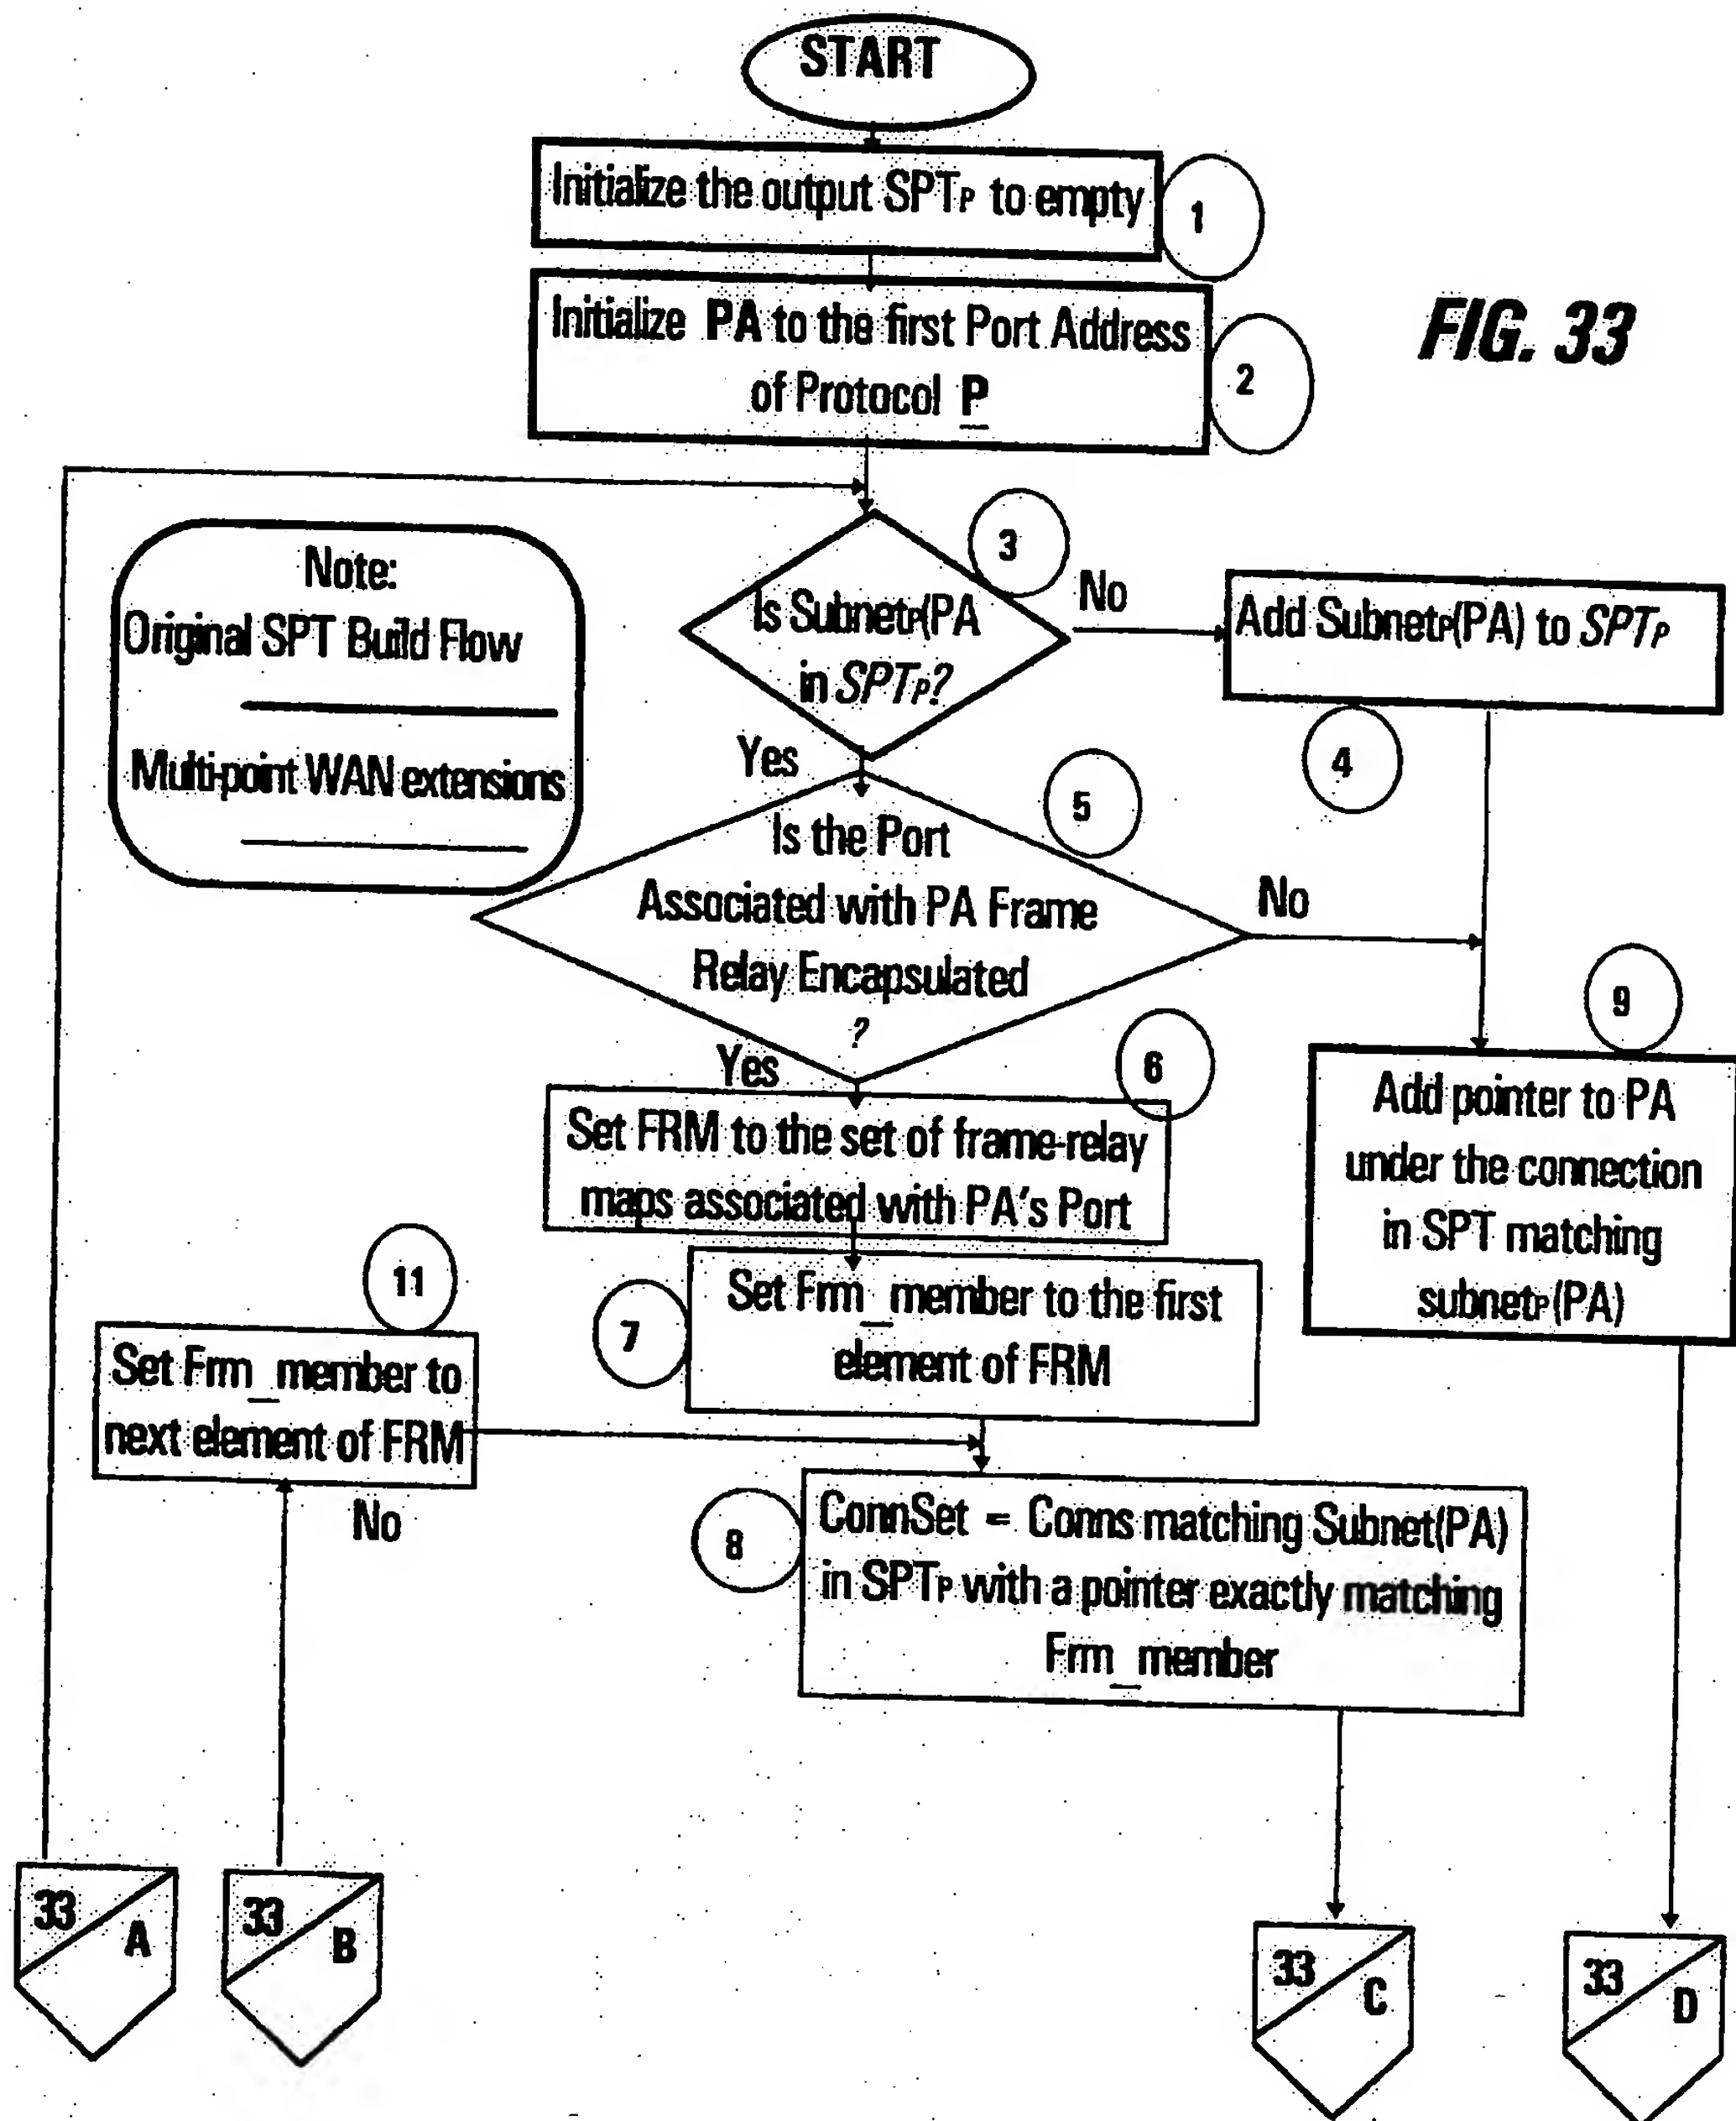 START
Initialize the output SPTP to empty
1
Initialize PA to the first Port Address
of Protocol P
2
FIG. 33
3
Is SubnetP(PA
in SPTP?
No
Add SubnetP(PA) to SPTP
4
Note:
Original SPT Build Flow
Multi-point WAN extensions
Yes
5
Is the Port
Associated with PA Frame
Relay Encapsulated
?
No
Yes
6
Set FRM to the set of frame-relay
maps associated with PA's Port
9
Add pointer to PA
under the connection
in SPT matching
subnetP(PA)
7
Set Frm_member to the first
element of FRM
11
Set Frm_member to
next element of FRM
No
8
ConnSet = Conns matching Subnet(PA)
in SPTP with a pointer exactly matching
Frm_member
33 A
33 B
33 C
33 D